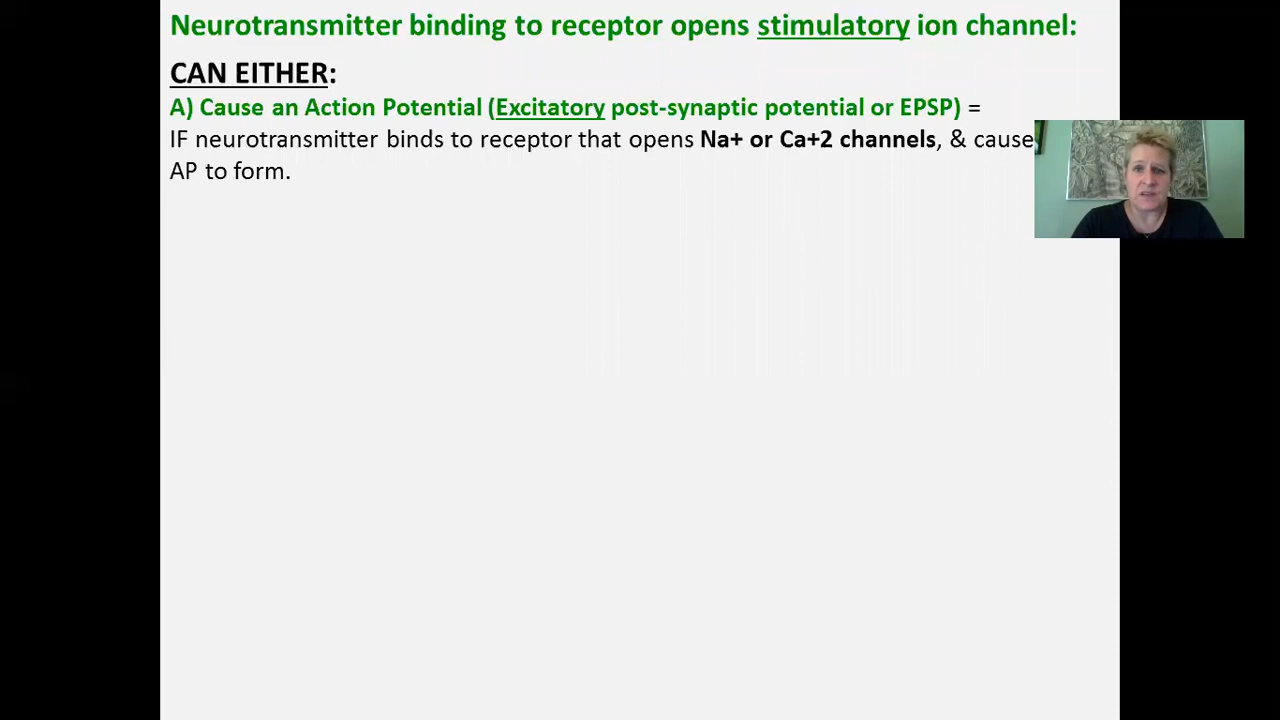 Neurotransmitter binding to receptor opens stimulatory ion channel:
CAN EITHER:
A) Cause an Action Potential (Excitatory post-synaptic potential or EPSP) =
IF neurotransmitter binds to receptor that opens Na+ or Ca+2 channels, & cause
AP to form.